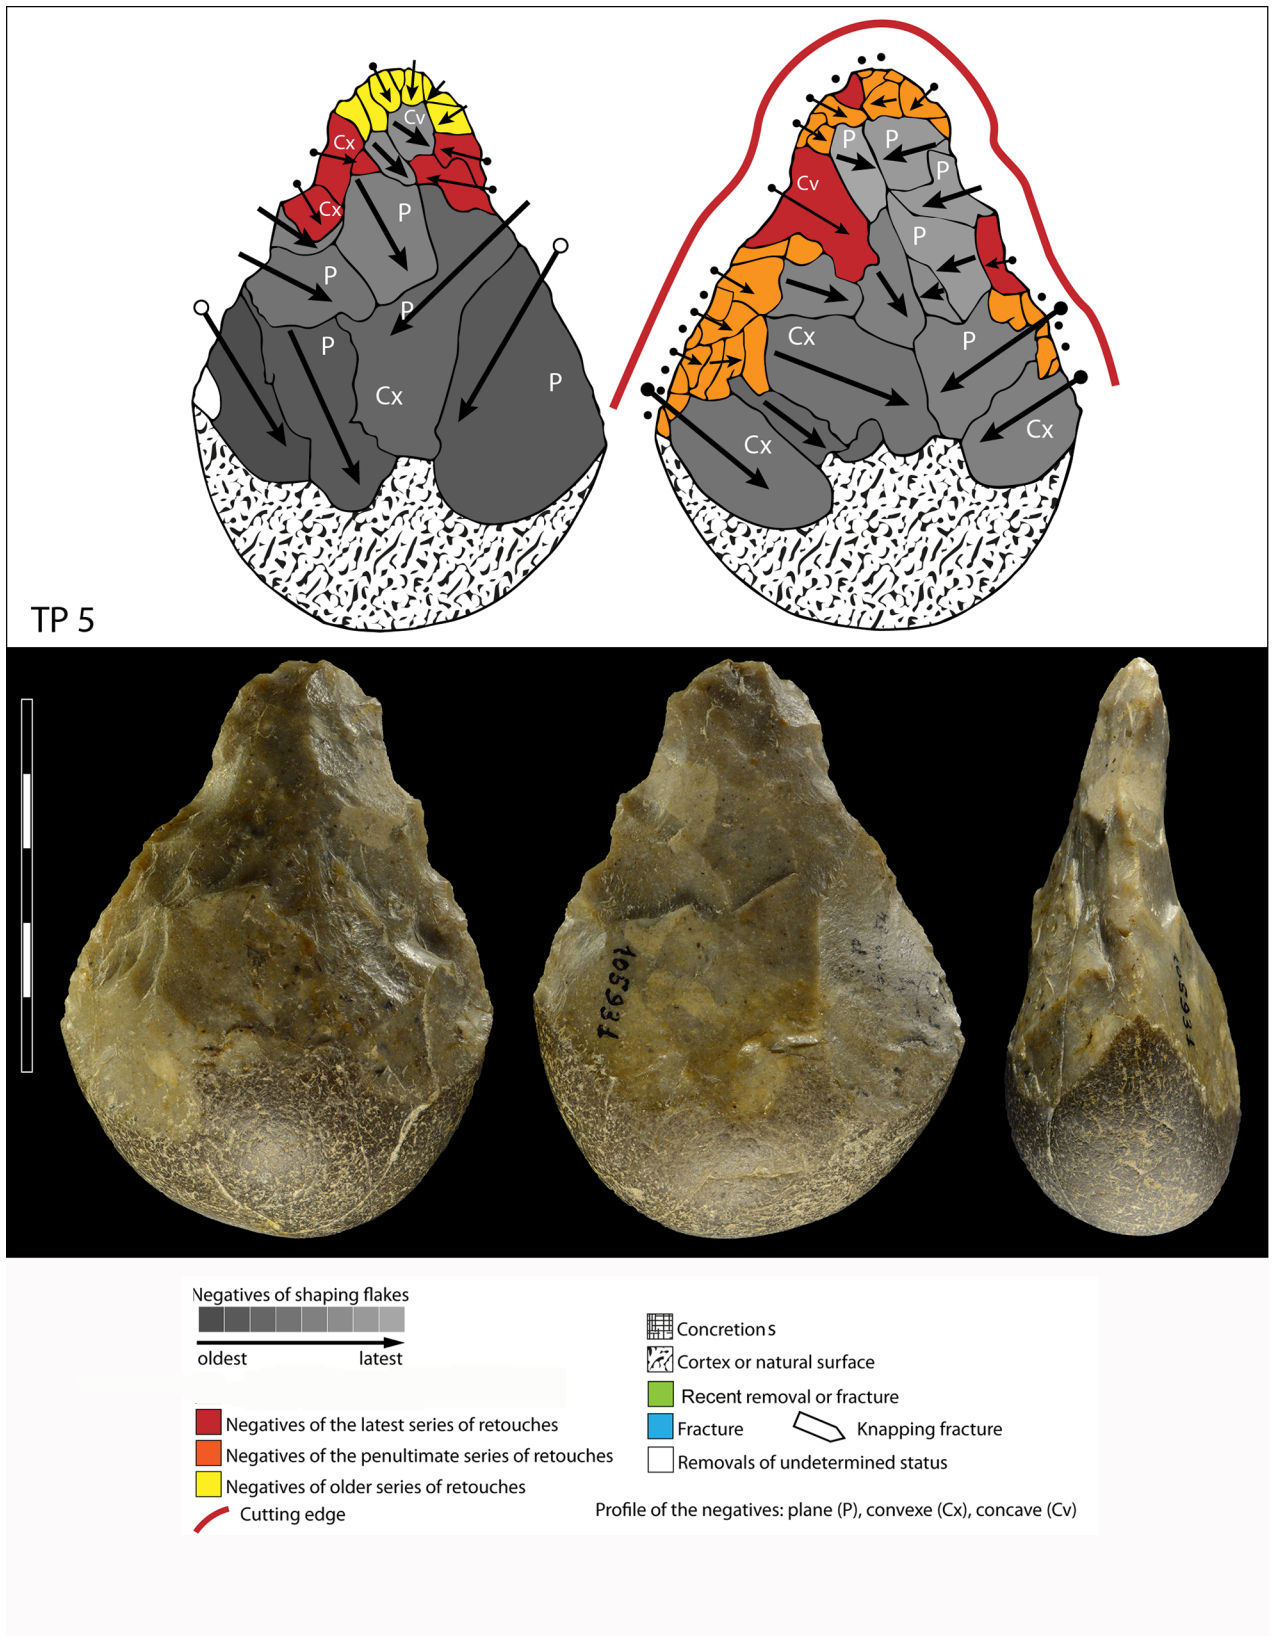 Cv
Cx
Cx
P
P
P
P
Cx
P
P
P
P
Cv
P
Cx
P
Cx
Cx
TP 5
105931
105931
Negatives of shaping flakes
oldest latest
Negatives of the latest series of retouches
Negatives of the penultimate series of retouches
Negatives of older series of retouches
Cutting edge
Concretions
Cortex or natural surface
Recent removal or fracture
Fracture
Knapping fracture
Removals of undetermined status
Profile of the negatives: plane (P), convexe (Cx), concave (Cv)